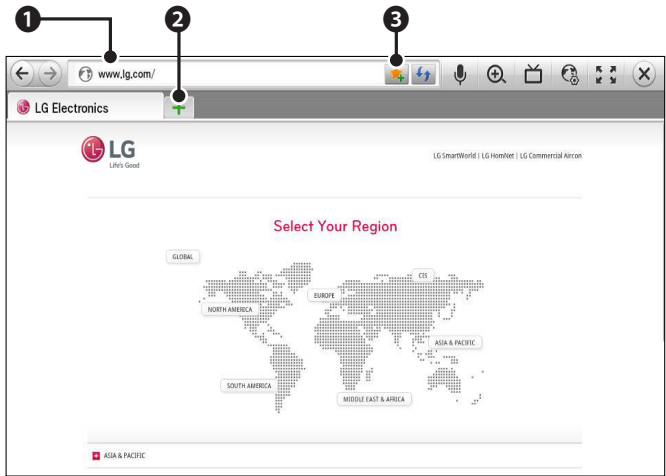 1 2 3
www.lg.com/
LG Electronics
LG
Life's Good
LG SmartWorld | LG HomNet | LG Commercial Aircon
Select Your Region
GLOBAL
CIS
EUROPE
NORTH AMERICA
ASIA & PACIFIC
SOUTH AMERICA
MIDDLE EAST & AFRICA
ASIA & PACIFIC